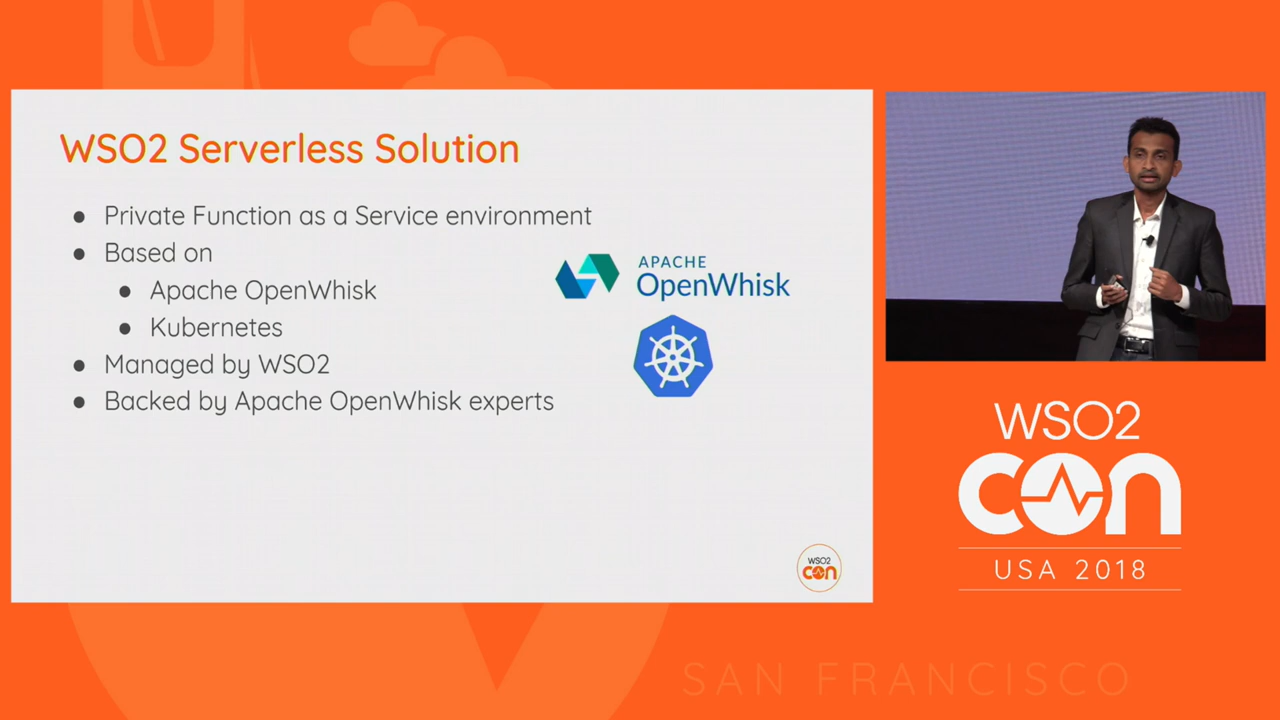 WSO2 Serverless Solution
● Private Function as a Service environment
● Based on
● Apache OpenWhisk
● Kubernetes
● Managed by WSO2
● Backed by Apache OpenWhisk experts
APACHE
OpenWhisk
WSO2
con
WSO2
con
USA 2018
SAN FRANCISCO